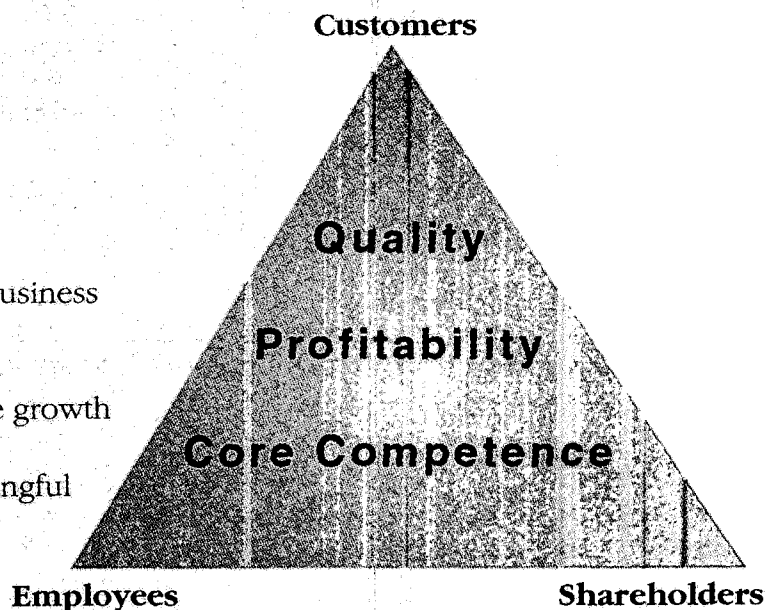 Customers
Quality
usiness
Profitability
e growth
Core Competence
ngful
Employees Shareholders